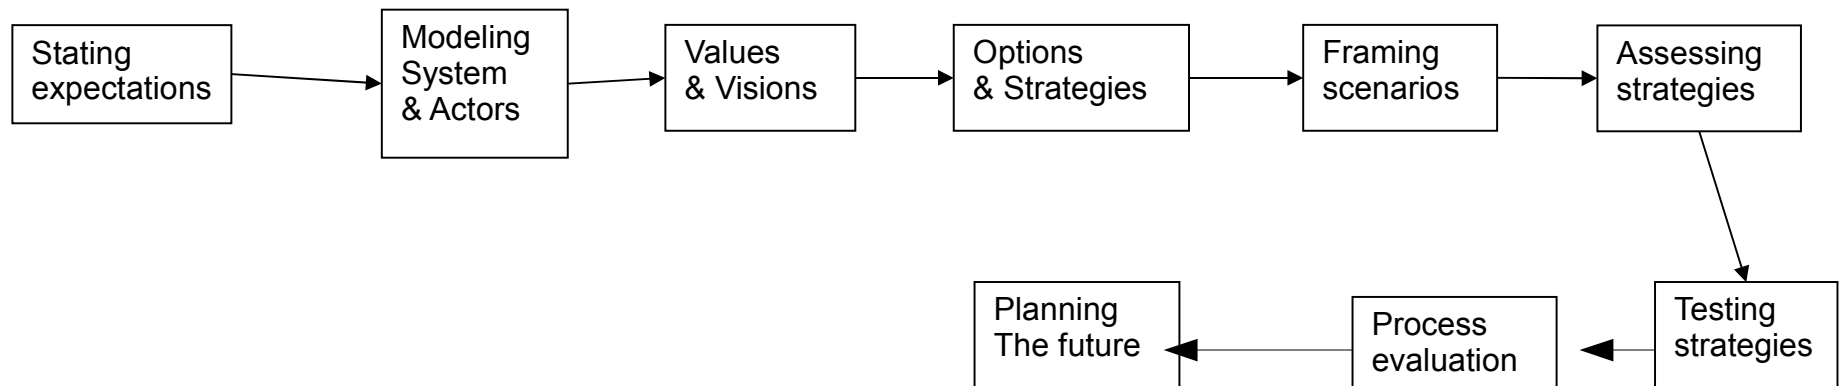 Stating
expectations
Modeling
System
& Actors
Values
& Visions
Options
& Strategies
Framing
scenarios
Assessing
strategies
Testing
strategies
Process
evaluation
Planning
The future